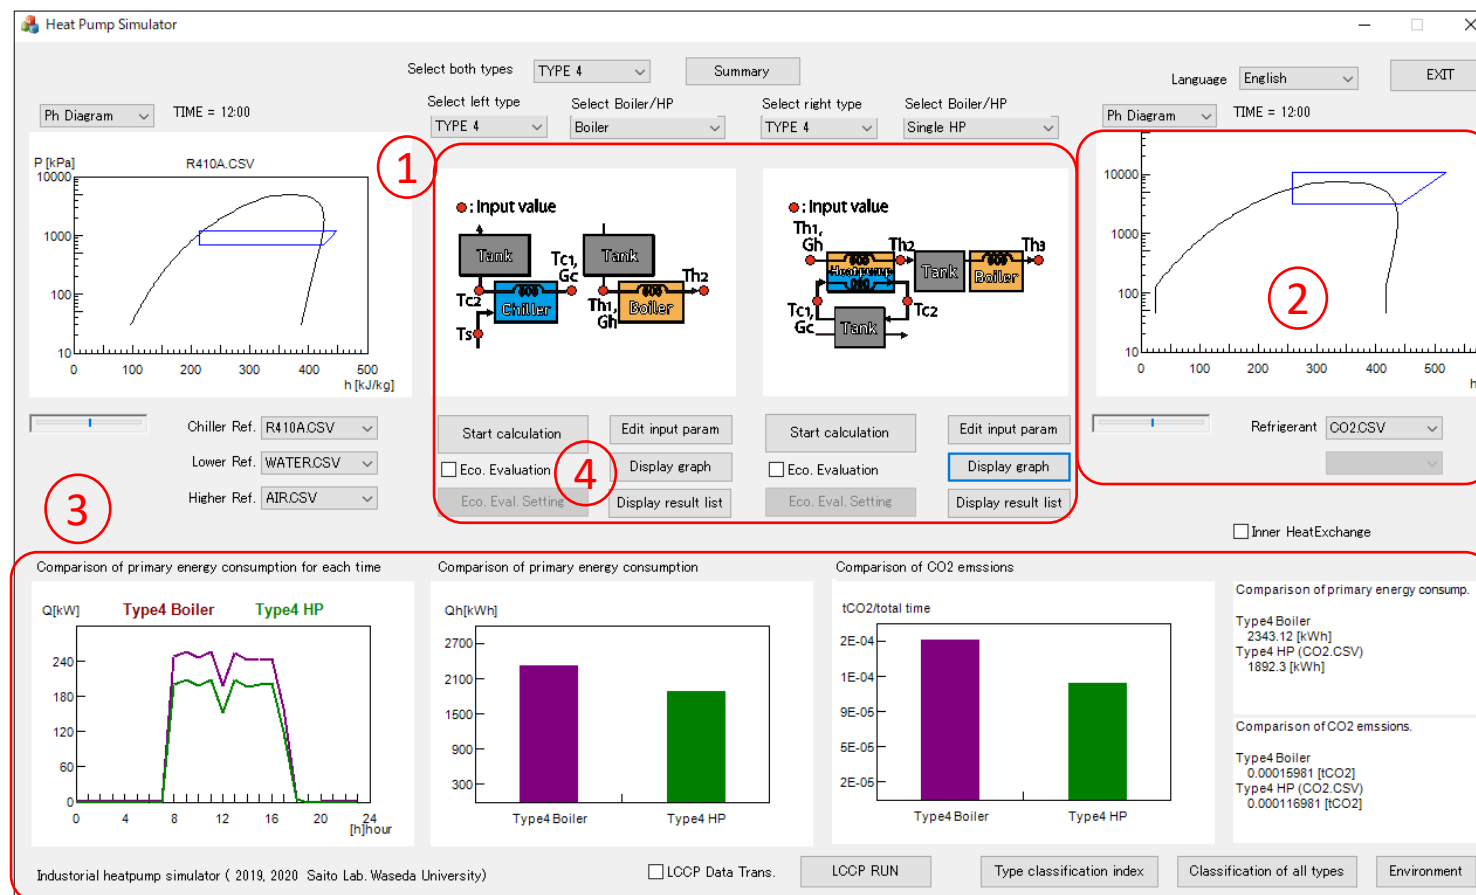 Heat Pump Simulator
Select both types TYPE 4 Summary
Language English EXIT
Ph Diagram TIME = 12:00
Select left type Select Boiler/HP Select right type Select Boiler/HP
TYPE 4 Boiler TYPE 4 Single HP
Ph Diagram TIME = 12:00
P [kPa] R410A.CSV
10000
1000
100
10
0 100 200 300 400 500
h [kJ/kg]
①
●: Input value
Tank Tank
Tc1, Gc Th2
Tc2 Chiller Th1, Gh Boiler
Ts
●: Input value
Th1, Gh Th2 Th3
Heatpump Tank Boiler
Tc1, Gc Tank Tc2
10000
1000
100
10
0 100 200 300 400 500
h
②
Chiller Ref. R410A.CSV
Lower Ref. WATER.CSV
Higher Ref. AIR.CSV
③
Start calculation Edit input param
Eco. Evaluation Display graph
Eco. Eval. Setting Display result list
④
Start calculation Edit input param
Eco. Evaluation Display graph
Eco. Eval. Setting Display result list
Refrigerant CO2.CSV
Inner HeatExchange
Comparison of primary energy consumption for each time
Q[kW] Type4 Boiler Type4 HP
240
180
120
60
0
0 4 8 12 16 20 24
[h]hour
Comparison of primary energy consumption
Qh[kWh]
2700
2100
1500
900
300
Type4 Boiler Type4 HP
Comparison of CO2 emssions
tCO2/total time
2E-04
1E-04
9E-05
5E-05
2E-05
Type4 Boiler Type4 HP
Comparison of primary energy consump.
Type4 Boiler
2343.12 [kWh]
Type4 HP (CO2.CSV)
1892.3 [kWh]
Comparison of CO2 emssions.
Type4 Boiler
0.00015981 [tCO2]
Type4 HP (CO2.CSV)
0.000116981 [tCO2]
Industorial heatpump simulator ( 2019, 2020 Saito Lab. Waseda University)
LCCP Data Trans. LCCP RUN Type classification index Classification of all types Environment